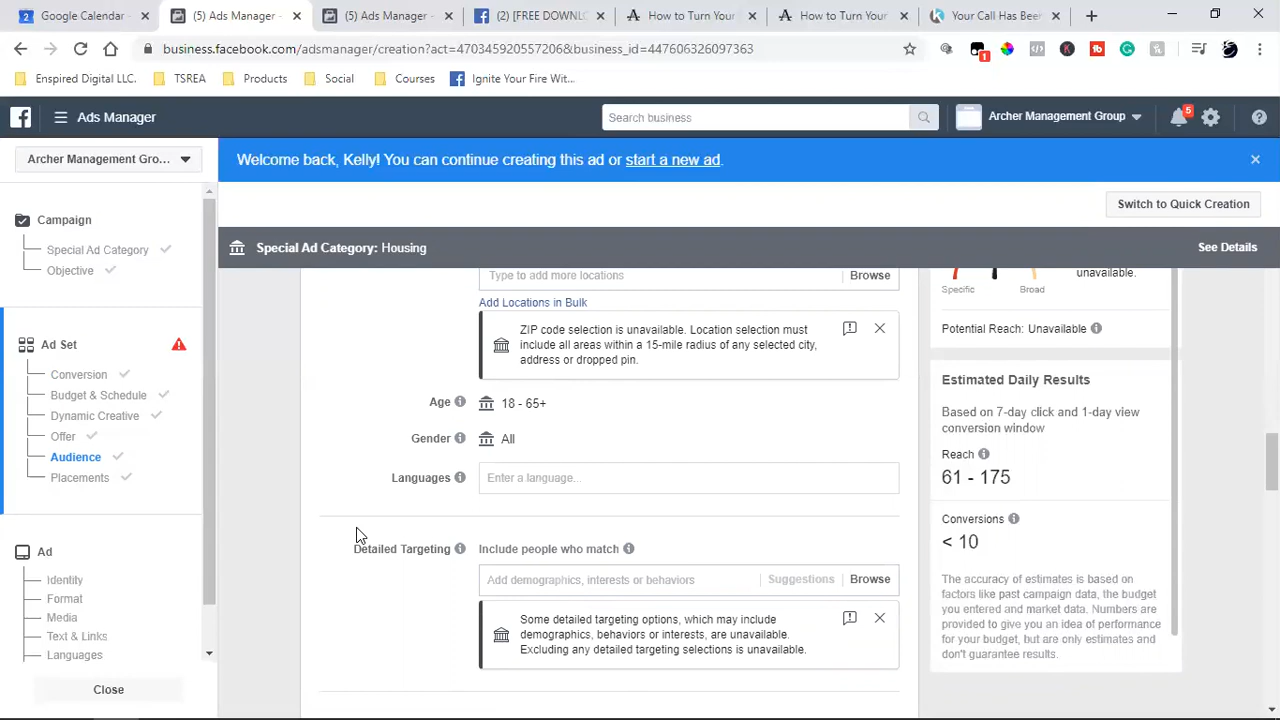 Google Calendar -
(5) Ads Manager -
(5) Ads Manager -
(2) [FREE DOWNL
How to Turn Your
How to Turn Your
Your Call Has Been
business.facebook.com/adsmanager/creation?act=470345920557206&business_id=447606326097363
1
Enspired Digital LLC.
TSREA
Products
Social
Courses
Ignite Your Fire Wit...
Ads Manager
Search business
Archer Management Group
5
Archer Management Gro...
Welcome back, Kelly! You can continue creating this ad or start a new ad.
Switch to Quick Creation
Special Ad Category: Housing
See Details
Campaign
Special Ad Category
Objective
Ad Set
Conversion
Budget & Schedule
Dynamic Creative
Offer
Audience
Placements
Ad
Identity
Format
Media
Text & Links
Languages
Close
Type to add more locations
Browse
Add Locations in Bulk
ZIP code selection is unavailable. Location selection must
include all areas within a 15-mile radius of any selected city,
address or dropped pin.
Age
18 - 65+
Gender
All
Languages
Enter a language...
Detailed Targeting
Include people who match
Add demographics, interests or behaviors
Suggestions
Browse
Some detailed targeting options, which may include
demographics, behaviors or interests, are unavailable.
Excluding any detailed targeting selections is unavailable.
unavailable.
Specific
Broad
Potential Reach: Unavailable
Estimated Daily Results
Based on 7-day click and 1-day view
conversion window
Reach
61 - 175
Conversions
< 10
The accuracy of estimates is based on
factors like past campaign data, the budget
you entered and market data. Numbers are
provided to give you an idea of performance
for your budget, but are only estimates and
don't guarantee results.